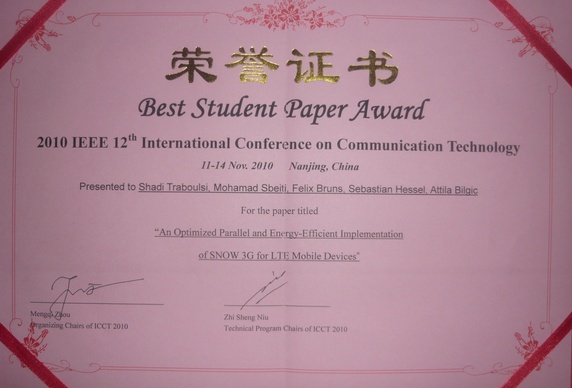 荣誉证书
Best Student Paper Award
2010 IEEE 12th International Conference on Communication Technology
11-14 Nov. 2010 Nanjing, China
Presented to Shadi Traboulsi, Mohamad Sbeiti, Felix Bruns, Sebastian Hessel, Attila Bilgic
For the paper titled
"An Optimized Parallel and Energy-Efficient Implementation
of SNOW 3G for LTE Mobile Devices"
Mengqi Zhou
Organizing Chairs of ICCT 2010
Zhi Sheng Niu
Technical Program Chairs of ICCT 2010